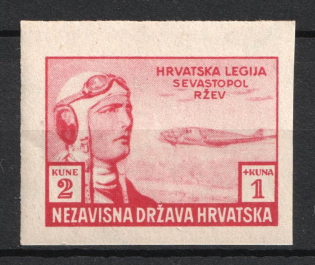 HRVATSKA LEGIJA
SEVASTOPOL
RŽEV
KUNE
2
+KUNA
1
NEZAVISNA DRŽAVA HRVATSKA